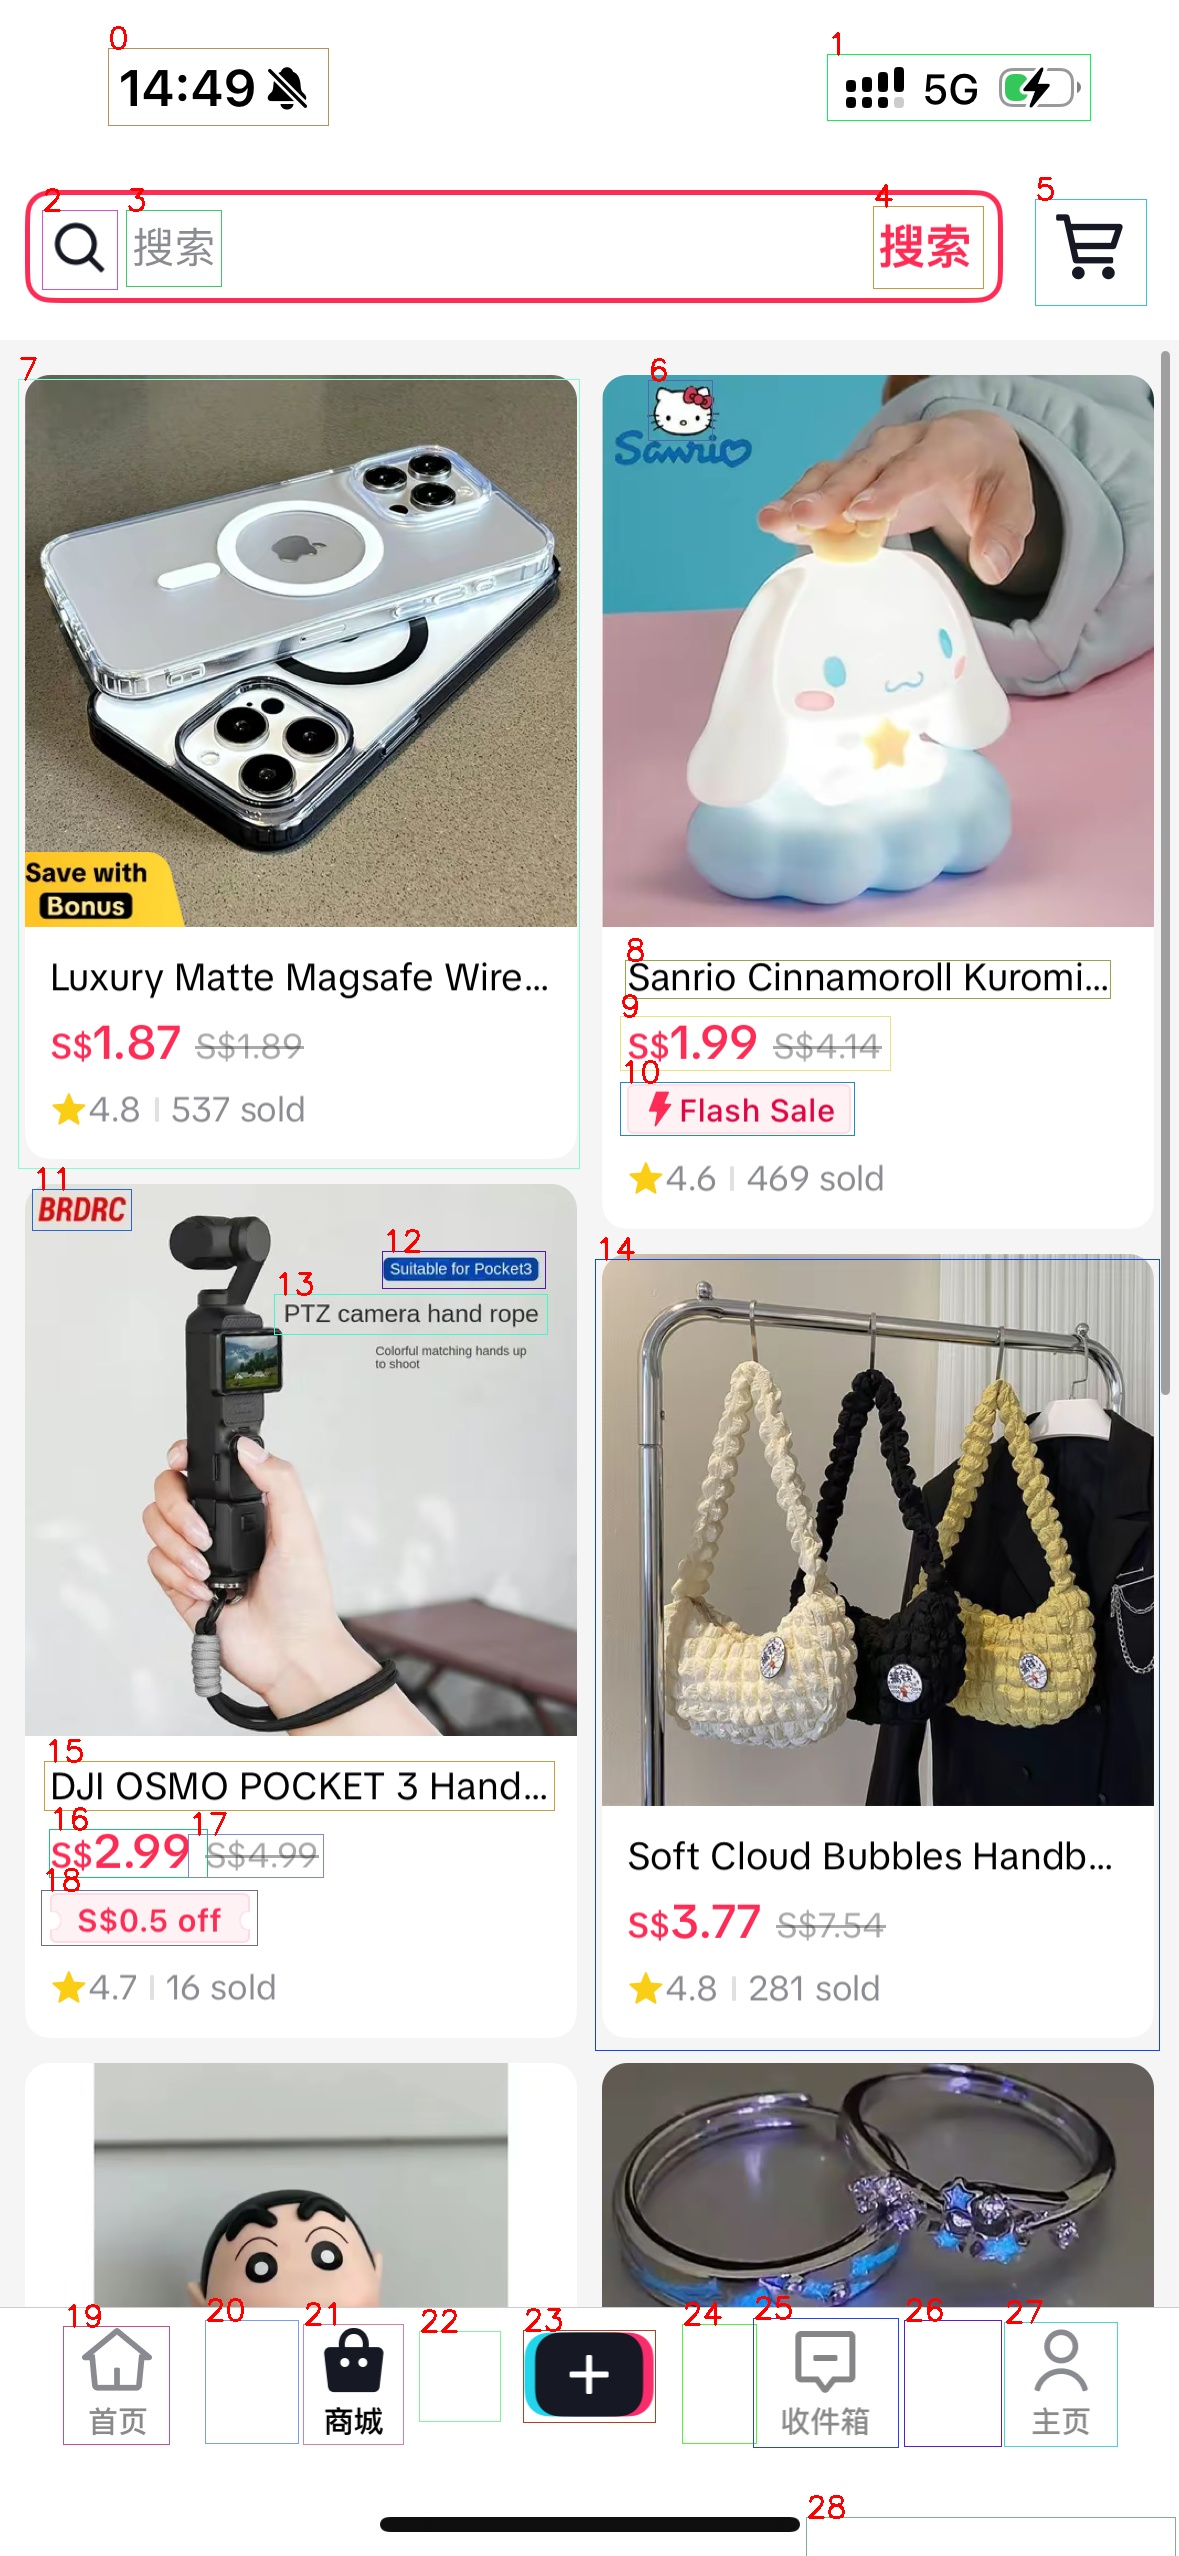 14:49
5G
搜索
搜索
Sanrio
Save with
Bonus
Luxury Matte Magsafe Wire...
S$1.87 S$1.89
4.8 | 537 sold
Sanrio Cinnamoroll Kuromi...
S$1.99 S$4.14
Flash Sale
4.6 | 469 sold
BRDRC
Suitable for Pocket3
PTZ camera hand rope
Colorful matching hands up
to shoot
DJI OSMO POCKET 3 Hand...
S$2.99 S$4.99
S$0.5 off
4.7 | 16 sold
Soft Cloud Bubbles Handb...
S$3.77 S$7.54
4.8 | 281 sold
首页
商城
收件箱
主页
0
1
2
3
4
5
6
7
8
9
10
11
12
13
14
15
16
17
18
19
20
21
22
23
24
25
26
27
28